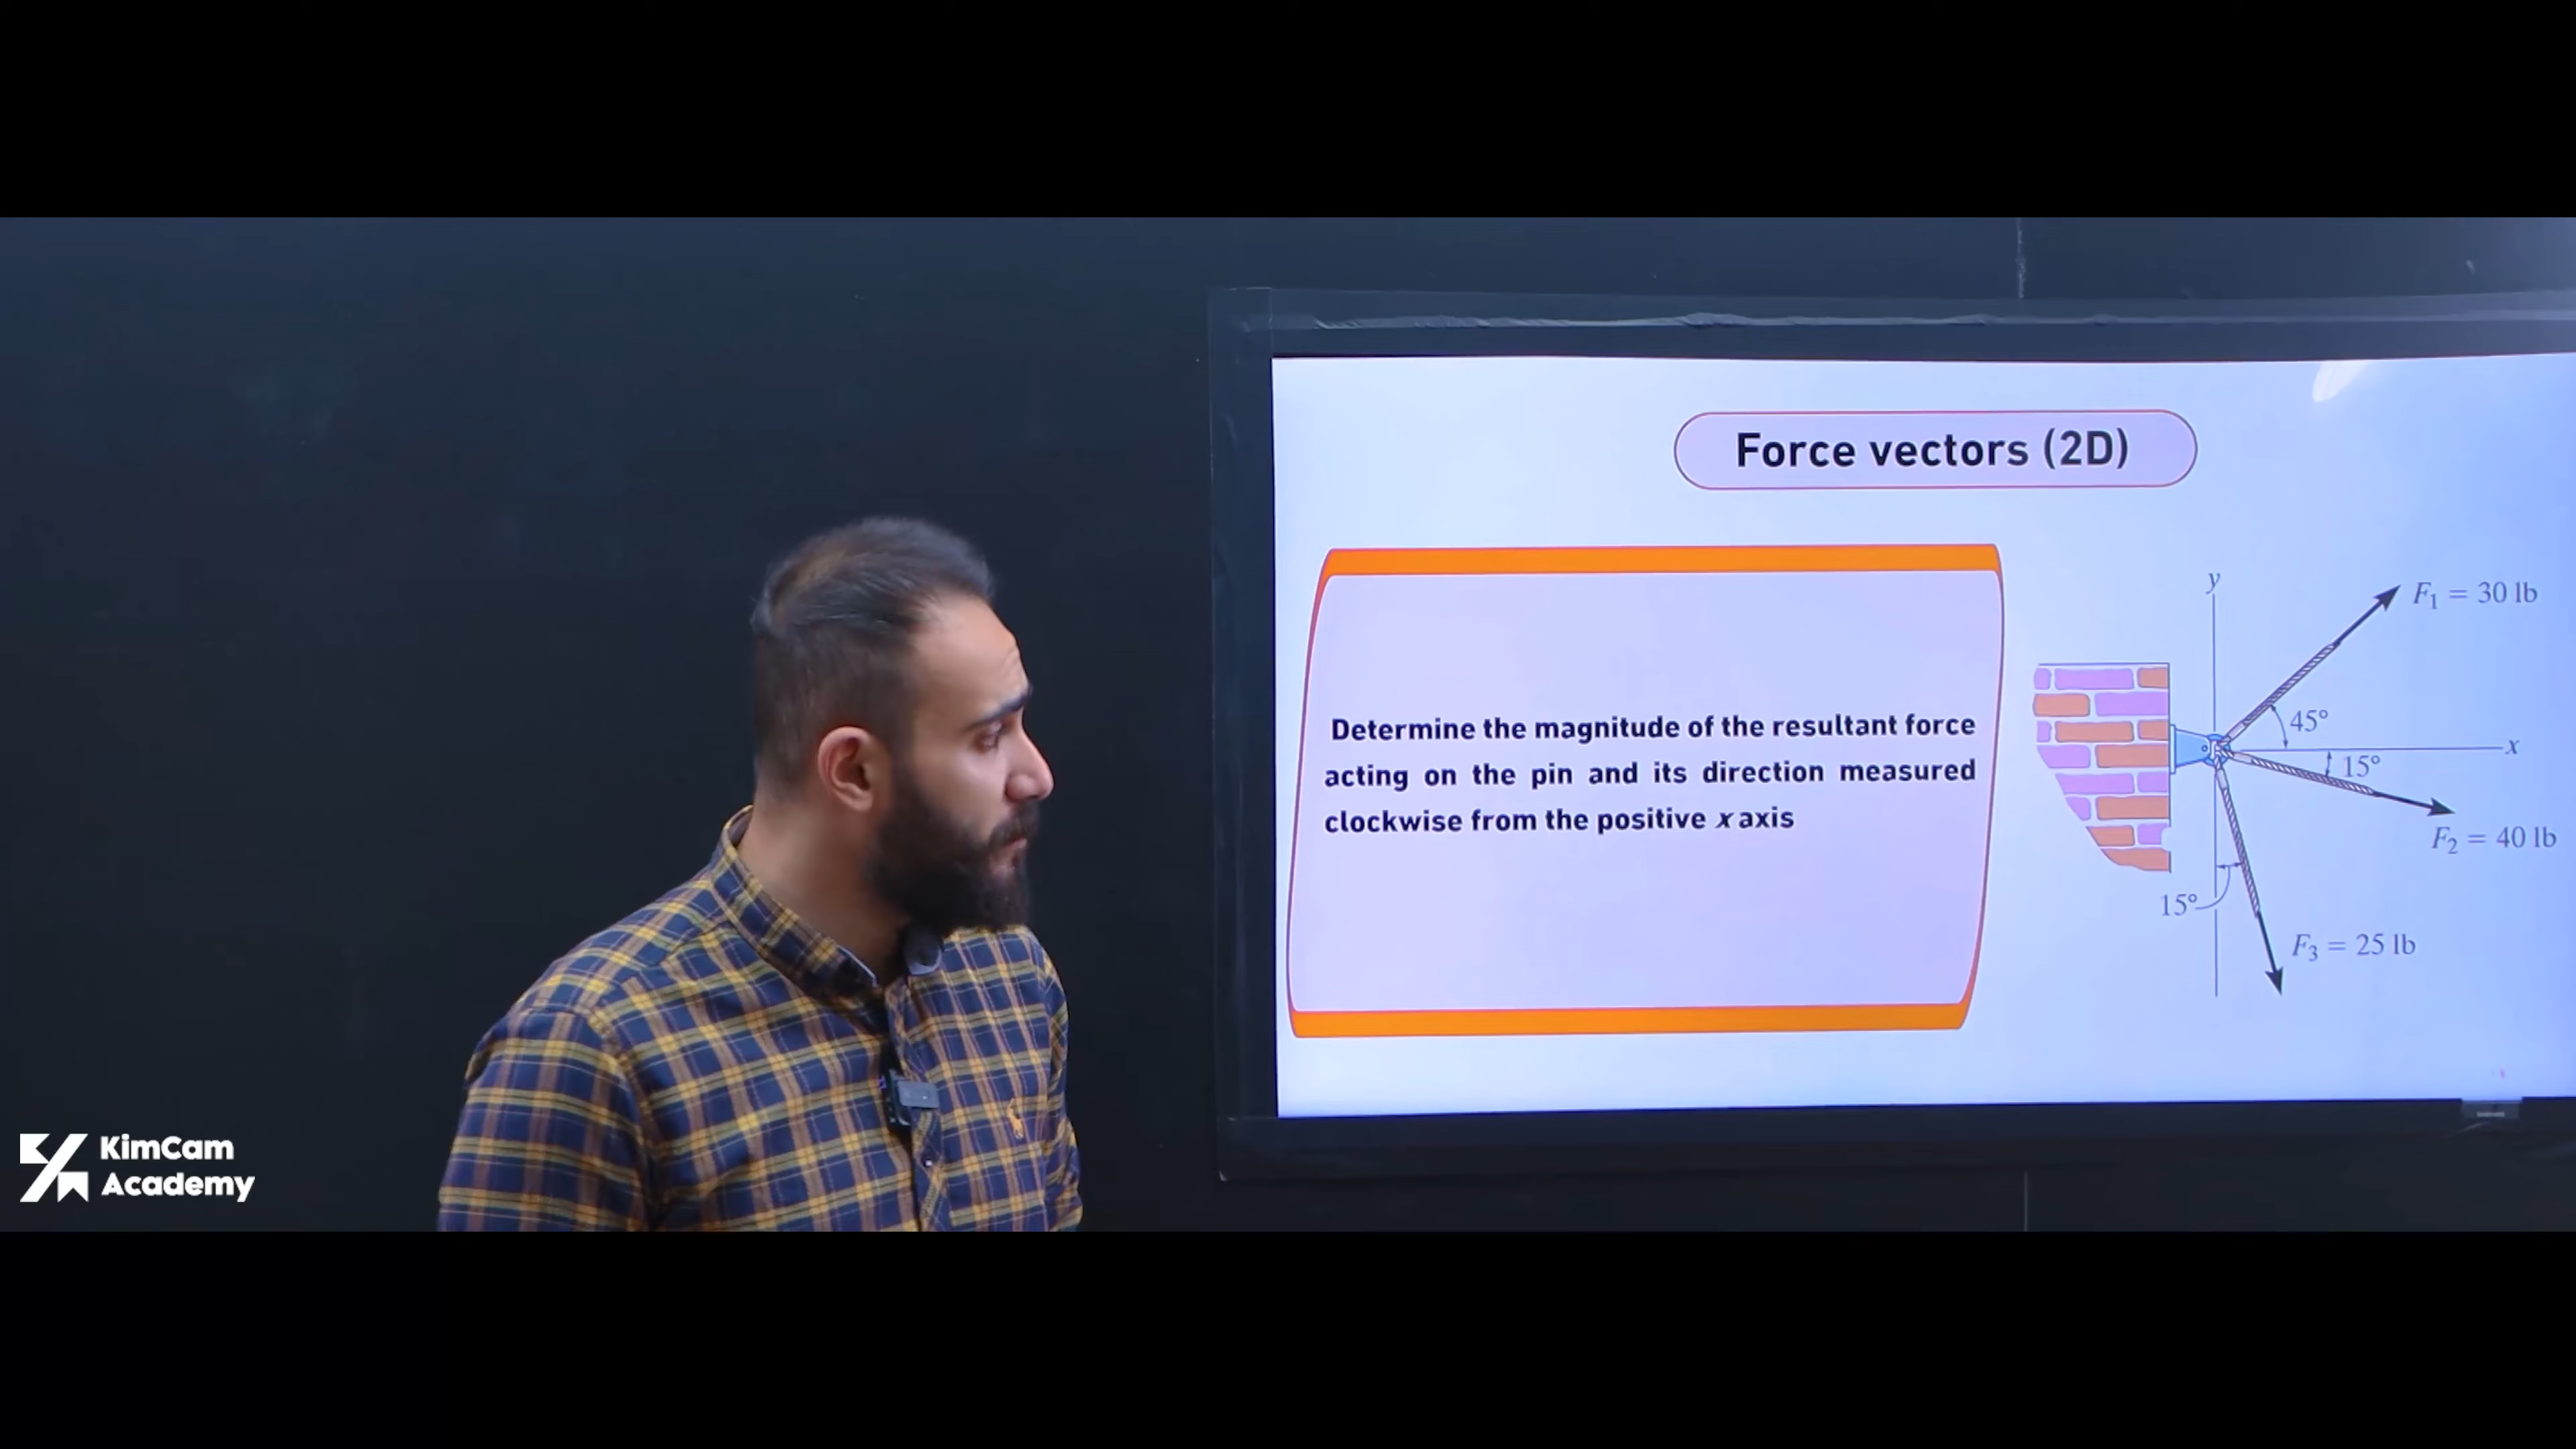 Force vectors (2D)
Determine the magnitude of the resultant force
acting on the pin and its direction measured
clockwise from the positive x axis
y
F₁ = 30 lb
45°
x
15°
F₂ = 40 lb
15°
F₃ = 25 lb
KimCam
Academy